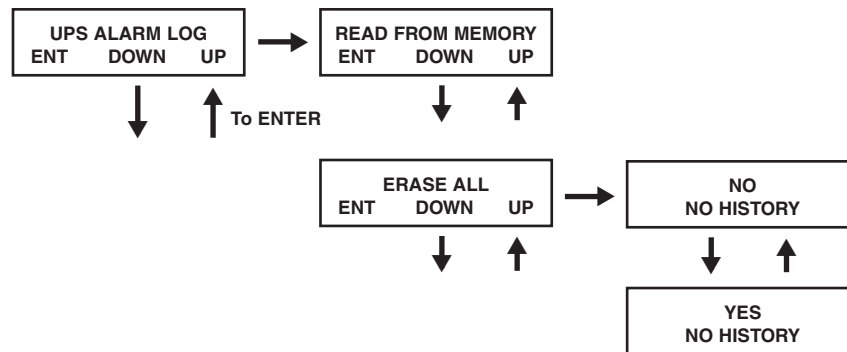 UPS ALARM LOG
ENT DOWN UP
READ FROM MEMORY
ENT DOWN UP
To ENTER
ERASE ALL
ENT DOWN UP
NO
NO HISTORY
YES
NO HISTORY